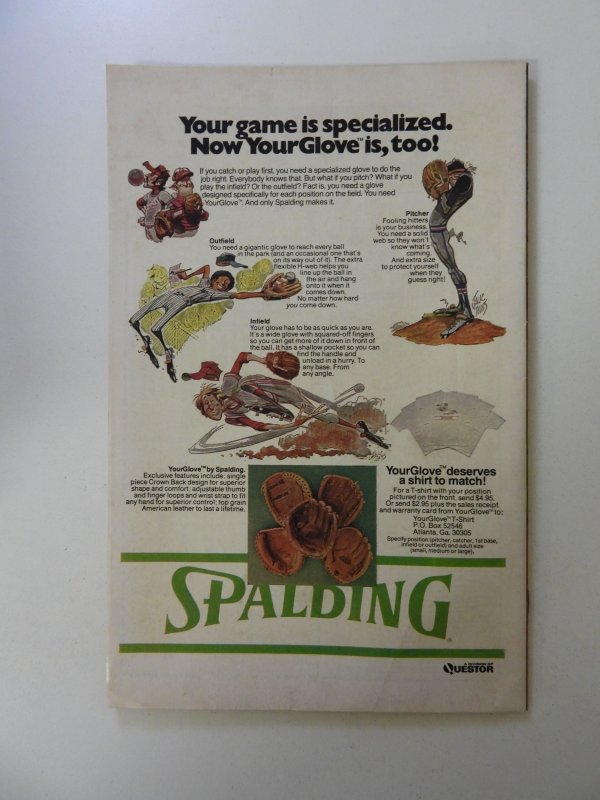 Your game is specialized.
Now YourGlove™ is, too!
If you catch or play first, you need a specialized glove to do the
job right. Everybody knows that. But what if you pitch? What if you
play the infield? Or the outfield? Fact is, you need a glove
designed specifically for each position on the field. You need
YourGlove™. And only Spalding makes it.
Pitcher
Fooling hitters
is your business.
You need a solid
web so they won't
know what's
coming.
And extra size
to protect yourself
when they
guess right!
Outfield
You need a gigantic glove to reach every ball
in the park (and an occasional one that's
on its way out of it). The extra
flexible H-web helps you
line up the ball in
the air and hang
onto it when it
comes down.
No matter how hard
you come down.
Infield
Your glove has to be as quick as you are.
It's a wide glove with squared-off fingers
so you can get more of it down in front of
the ball. It has a shallow pocket so you can
find the handle and
unload in a hurry. To
any base. From
any angle.
YourGlove™ by Spalding.
Exclusive features include: single
piece Crown Back design for superior
shape and comfort; adjustable thumb
and finger loops and wrist strap to fit
any hand for superior control; top grain
American leather to last a lifetime.
YourGlove™ deserves
a shirt to match!
For a T-shirt with your position
pictured on the front, send $4.95.
Or send $2.95 plus the sales receipt
and warranty card from YourGlove™ to:
YourGlove™ T-Shirt
P.O. Box 52546
Atlanta, Ga. 30305
Specify position (pitcher, catcher, 1st base,
infield or outfield) and adult size
(small, medium or large).
SPALDING®
A DIVISION OF
QUESTOR